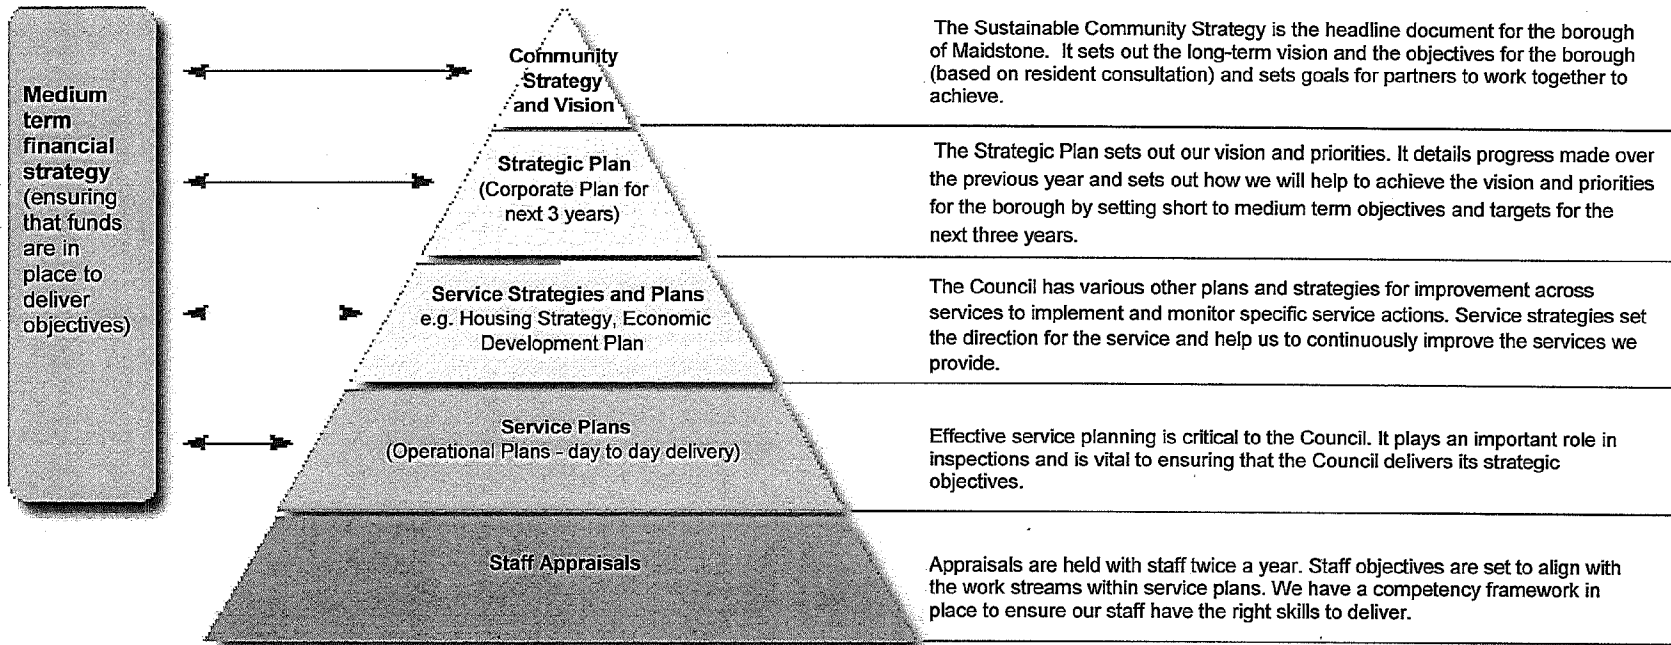 Medium
term
financial
strategy
(ensuring
that funds
are in
place to
deliver
objectives)
Community
Strategy
and Vision
The Sustainable Community Strategy is the headline document for the borough
of Maidstone. It sets out the long-term vision and the objectives for the borough
(based on resident consultation) and sets goals for partners to work together to
achieve.
Strategic Plan
(Corporate Plan for
next 3 years)
The Strategic Plan sets out our vision and priorities. It details progress made over
the previous year and sets out how we will help to achieve the vision and priorities
for the borough by setting short to medium term objectives and targets for the
next three years.
Service Strategies and Plans
e.g. Housing Strategy, Economic
Development Plan
The Council has various other plans and strategies for improvement across
services to implement and monitor specific service actions. Service strategies set
the direction for the service and help us to continuously improve the services we
provide.
Service Plans
(Operational Plans - day to day delivery)
Effective service planning is critical to the Council. It plays an important role in
inspections and is vital to ensuring that the Council delivers its strategic
objectives.
Staff Appraisals
Appraisals are held with staff twice a year. Staff objectives are set to align with
the work streams within service plans. We have a competency framework in
place to ensure our staff have the right skills to deliver.